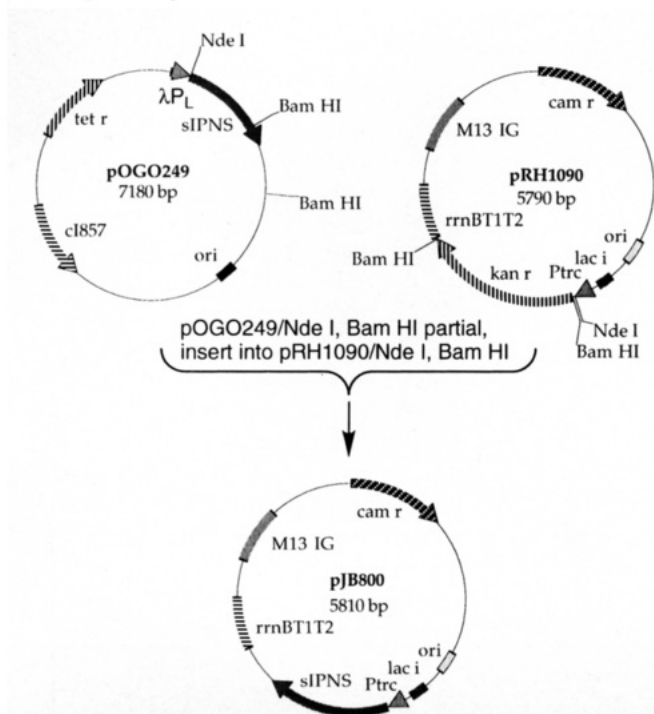 Nde I
λPL
sIPNS
Bam HI
tet r
pOGO249
7180 bp
Bam HI
cI857
ori
cam r
M13 IG
pRH1090
5790 bp
rrnBT1T2
ori
lac i
Ptrc
Bam HI
kan r
Nde I
Bam HI
pOGO249/Nde I, Bam HI partial,
insert into pRH1090/Nde I, Bam HI
cam r
M13 IG
pJB800
5810 bp
rrnBT1T2
ori
lac i
sIPNS
Ptrc